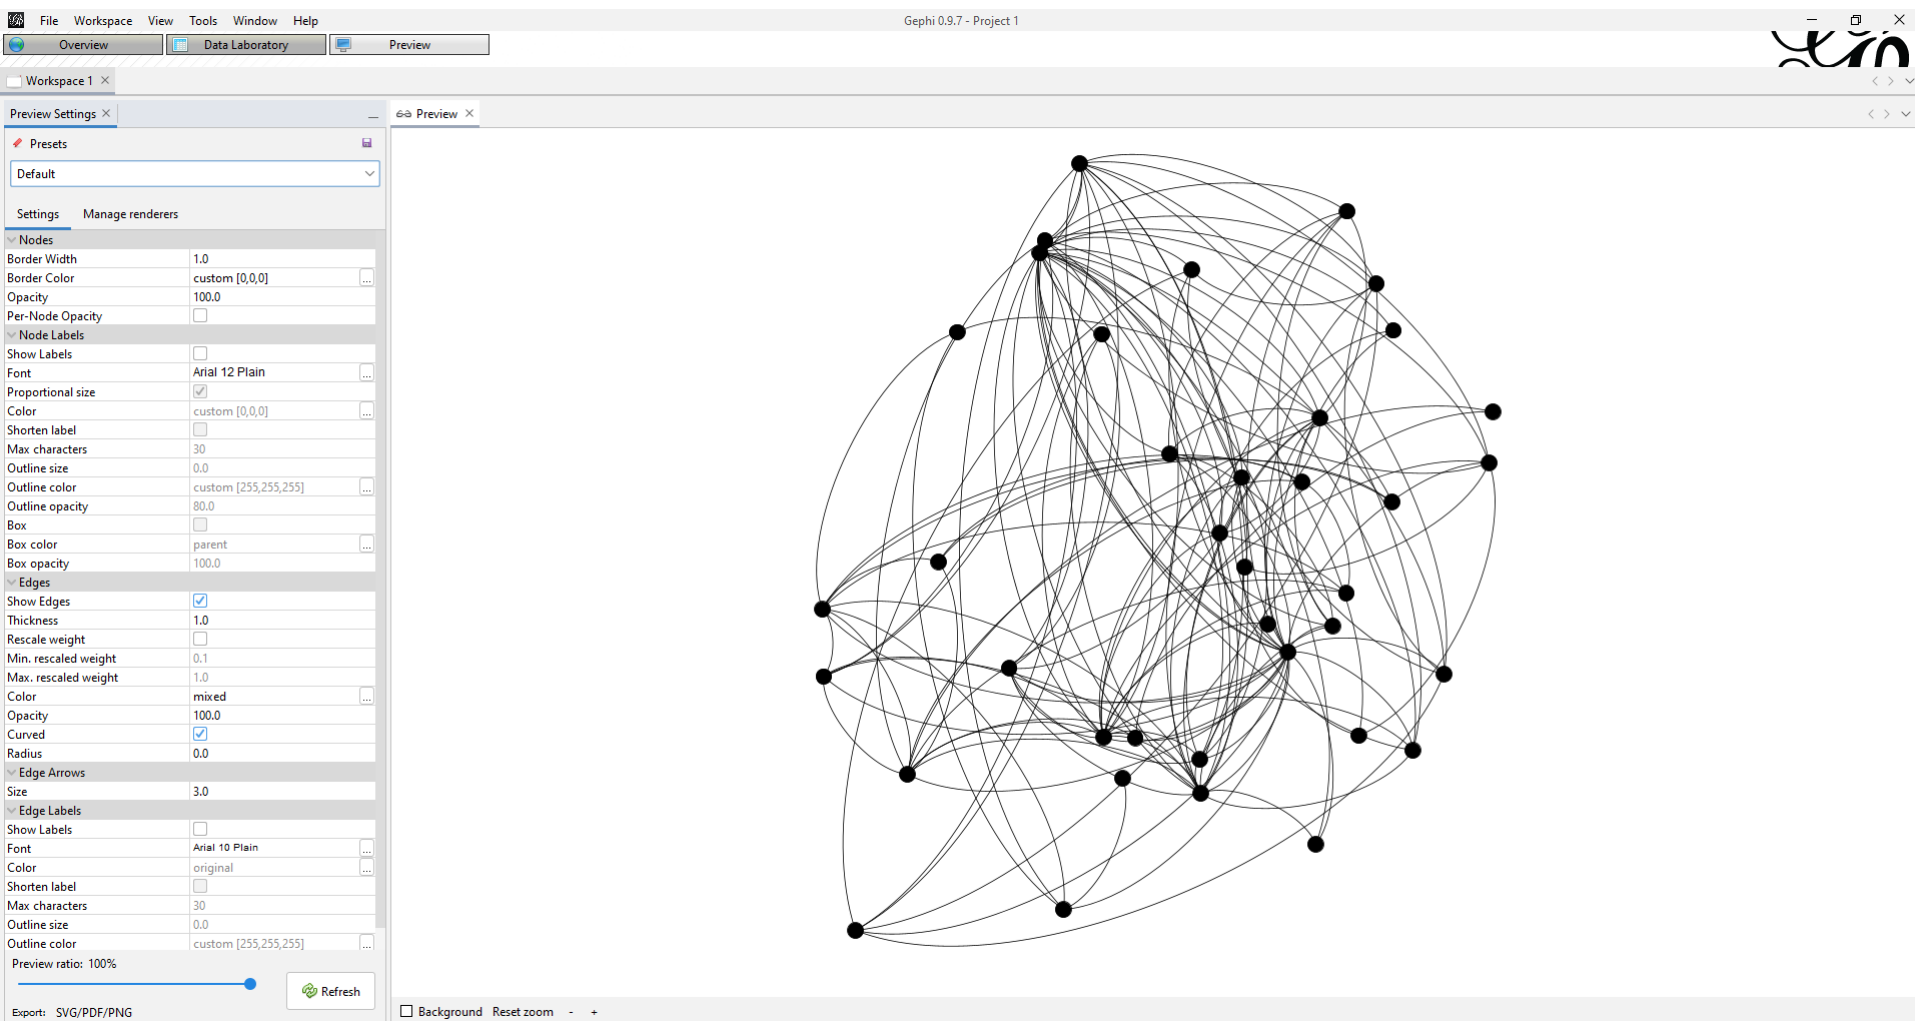 File Workspace View Tools Window Help
Gephi 0.9.7 - Project 1
Overview Data Laboratory Preview
Workspace 1
Preview Settings
Preview
Presets
Default
Settings Manage renderers
Nodes
Border Width 1.0
Border Color custom [0,0,0] ...
Opacity 100.0
Per-Node Opacity
Node Labels
Show Labels
Font Arial 12 Plain ...
Proportional size
Color custom [0,0,0] ...
Shorten label
Max characters 30
Outline size 0.0
Outline color custom [255,255,255] ...
Outline opacity 80.0
Box
Box color parent ...
Box opacity 100.0
Edges
Show Edges
Thickness 1.0
Rescale weight
Min. rescaled weight 0.1
Max. rescaled weight 1.0
Color mixed ...
Opacity 100.0
Curved
Radius 0.0
Edge Arrows
Size 3.0
Edge Labels
Show Labels
Font Arial 10 Plain ...
Color original ...
Shorten label
Max characters 30
Outline size 0.0
Outline color custom [255,255,255] ...
Preview ratio: 100%
Refresh
Export: SVG/PDF/PNG
Background Reset zoom - +